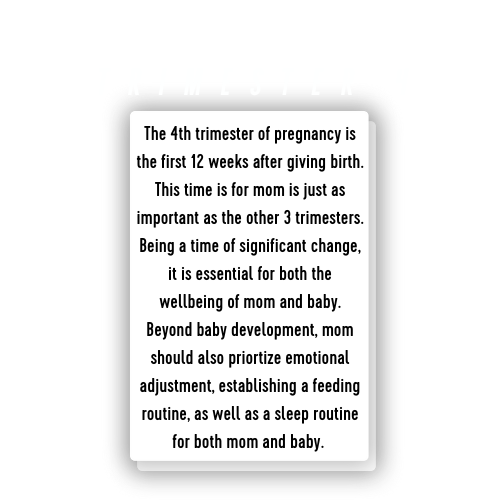 The 4th trimester of pregnancy is
the first 12 weeks after giving birth.
This time is for mom is just as
important as the other 3 trimesters.
Being a time of significant change,
it is essential for both the
wellbeing of mom and baby.
Beyond baby development, mom
should also priortize emotional
adjustment, establishing a feeding
routine, as well as a sleep routine
for both mom and baby.